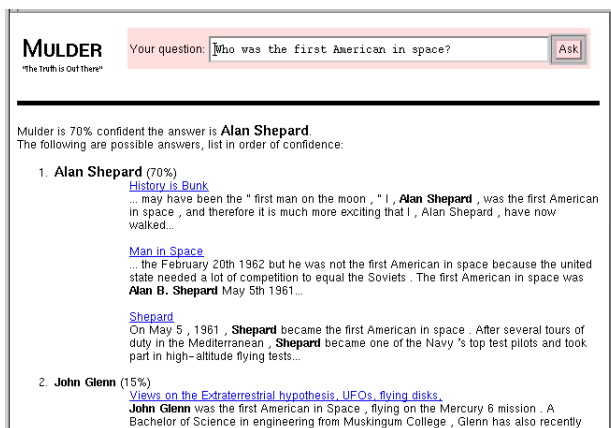 MULDER
"The Truth is Out There"
Your question: Who was the first American in space? Ask
Mulder is 70% confident the answer is Alan Shepard.
The following are possible answers, list in order of confidence:
1. Alan Shepard (70%)
History is Bunk
... may have been the " first man on the moon , " I , Alan Shepard , was the first American
in space , and therefore it is much more exciting that I , Alan Shepard , have now
walked...
Man in Space
... the February 20th 1962 but he was not the first American in space because the united
state needed a lot of competition to equal the Soviets . The first American in space was
Alan B. Shepard May 5th 1961...
Shepard
On May 5 , 1961 , Shepard became the first American in space . After several tours of
duty in the Mediterranean , Shepard became one of the Navy 's top test pilots and took
part in high-altitude flying tests...
2. John Glenn (15%)
Views on the Extraterrestrial hypothesis, UFOs, flying disks,
John Glenn was the first American in Space , flying on the Mercury 6 mission . A
Bachelor of Science in engineering from Muskingum College , Glenn has also recently